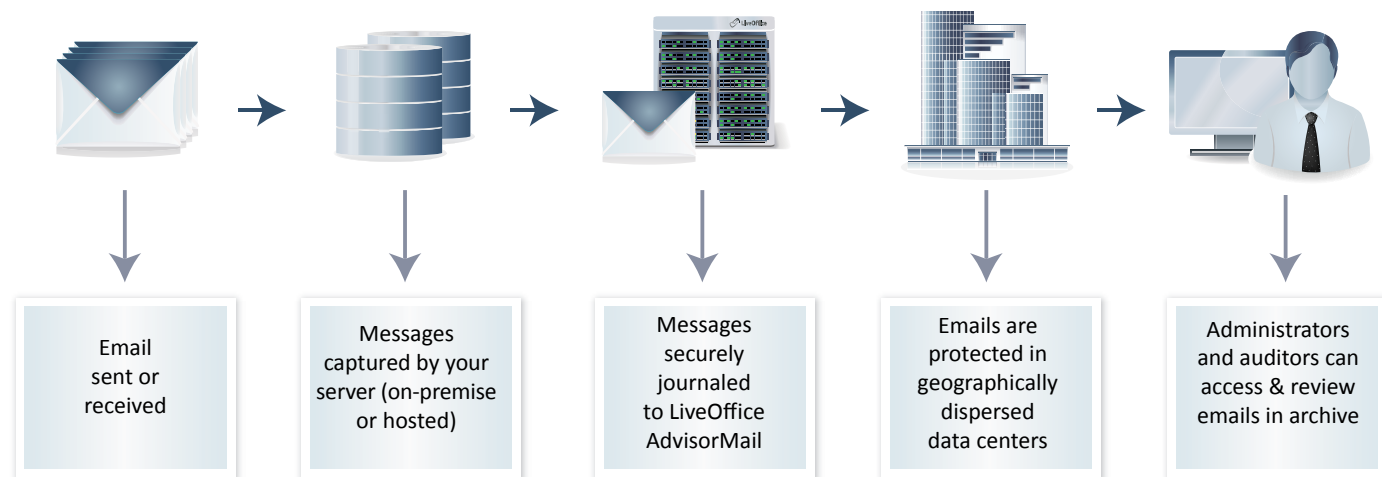 LiveOffice
Email
sent or
received
Messages
captured by your
server (on-premise
or hosted)
Messages
securely
journaled
to LiveOffice
AdvisorMail
Emails are
protected in
geographically
dispersed
data centers
Administrators
and auditors can
access & review
emails in archive